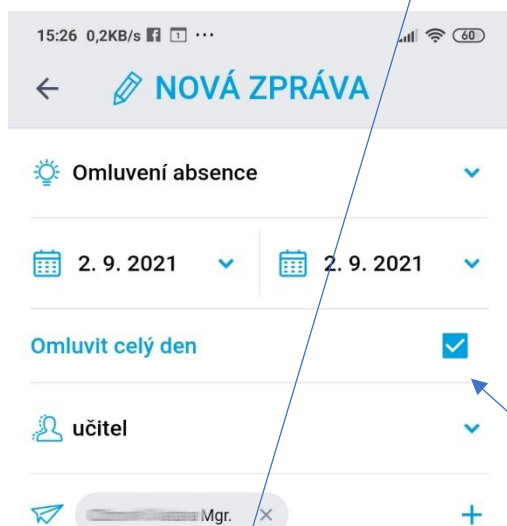 15:26 0,2KB/s 1 ... 60
NOVÁ ZPRÁVA
Omluvení absence
2. 9. 2021 2. 9. 2021
Omluvit celý den
učitel
Mgr.